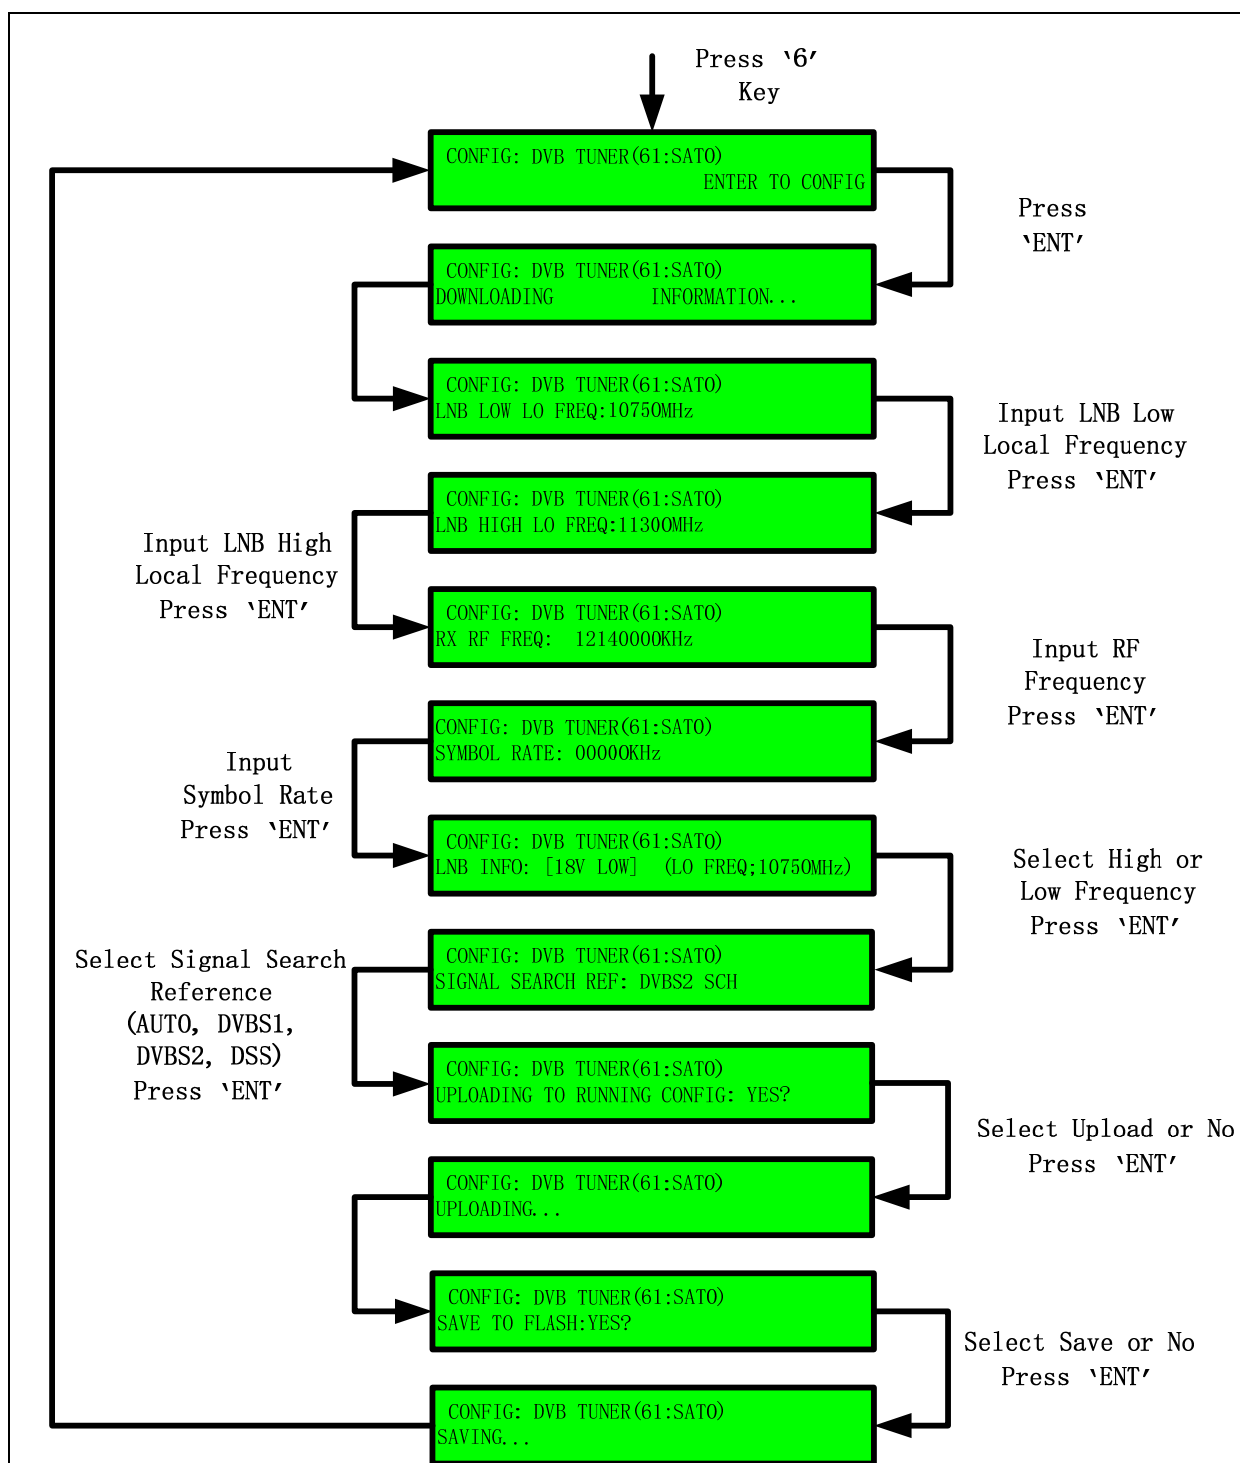 Press ‵6′
Key
CONFIG: DVB TUNER(61:SAT0)
ENTER TO CONFIG
Press
‵ENT′
CONFIG: DVB TUNER(61:SAT0)
DOWNLOADING INFORMATION...
CONFIG: DVB TUNER(61:SAT0)
LNB LOW LO FREQ:10750MHz
Input LNB Low
Local Frequency
Press ‵ENT′
CONFIG: DVB TUNER(61:SAT0)
LNB HIGH LO FREQ:11300MHz
Input LNB High
Local Frequency
Press ‵ENT′
CONFIG: DVB TUNER(61:SAT0)
RX RF FREQ: 12140000KHz
Input RF
Frequency
Press ‵ENT′
CONFIG: DVB TUNER(61:SAT0)
SYMBOL RATE: 00000KHz
Input
Symbol Rate
Press ‵ENT′
CONFIG: DVB TUNER(61:SAT0)
LNB INFO: [18V LOW] (LO FREQ;10750MHz)
Select High or
Low Frequency
Press ‵ENT′
CONFIG: DVB TUNER(61:SAT0)
SIGNAL SEARCH REF: DVBS2 SCH
Select Signal Search
Reference
(AUTO, DVBS1,
DVBS2, DSS)
Press ‵ENT′
CONFIG: DVB TUNER(61:SAT0)
UPLOADING TO RUNNING CONFIG: YES?
Select Upload or No
Press ‵ENT′
CONFIG: DVB TUNER(61:SAT0)
UPLOADING...
CONFIG: DVB TUNER(61:SAT0)
SAVE TO FLASH:YES?
Select Save or No
Press ‵ENT′
CONFIG: DVB TUNER(61:SAT0)
SAVING...